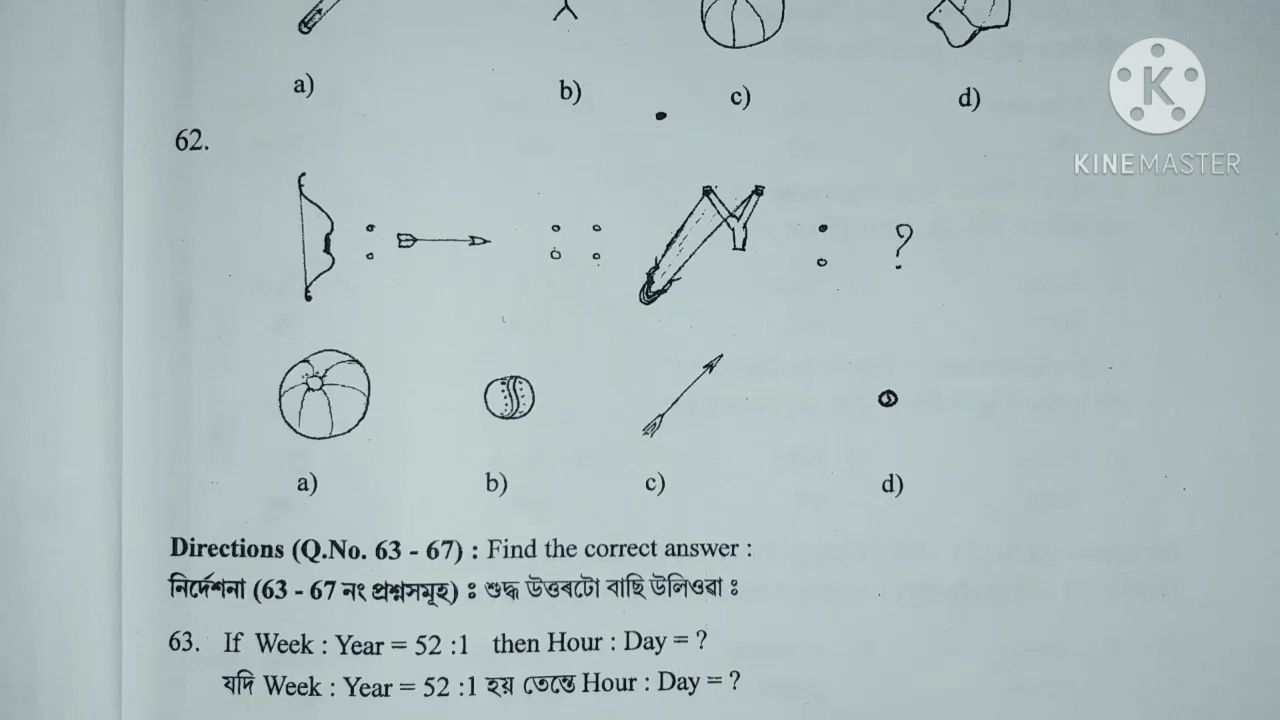 a) b) c) d)
K
KINEMASTER
62.
: : : : ?
a) b) c) d)
Directions (Q.No. 63 - 67) : Find the correct answer :
নিৰ্দেশনা (63 - 67 নং প্ৰশ্নসমূহ) ঃ শুদ্ধ উত্তৰটো বাছি উলিওৱা ঃ
63. If Week : Year = 52 :1 then Hour : Day = ?
যদি Week : Year = 52 :1 হয় তেন্তে Hour : Day = ?